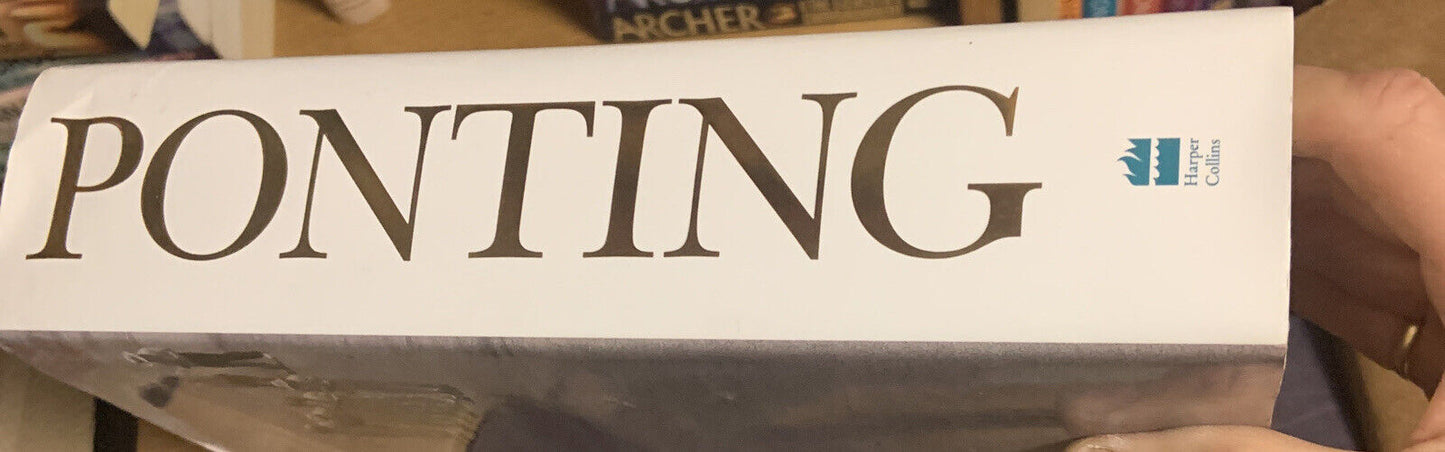 ARCHER
PONTING
Harper
Collins